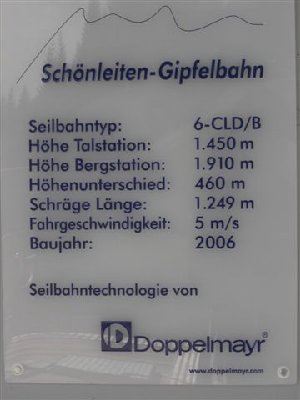 Schönleiten-Gipfelbahn
Seilbahntyp: 6-CLD/B
Höhe Talstation: 1.450 m
Höhe Bergstation: 1.910 m
Höhenunterschied: 460 m
Schräge Länge: 1.249 m
Fahrgeschwindigkeit: 5 m/s
Baujahr: 2006
Seilbahntechnologie von
Doppelmayr®
www.doppelmayr.com